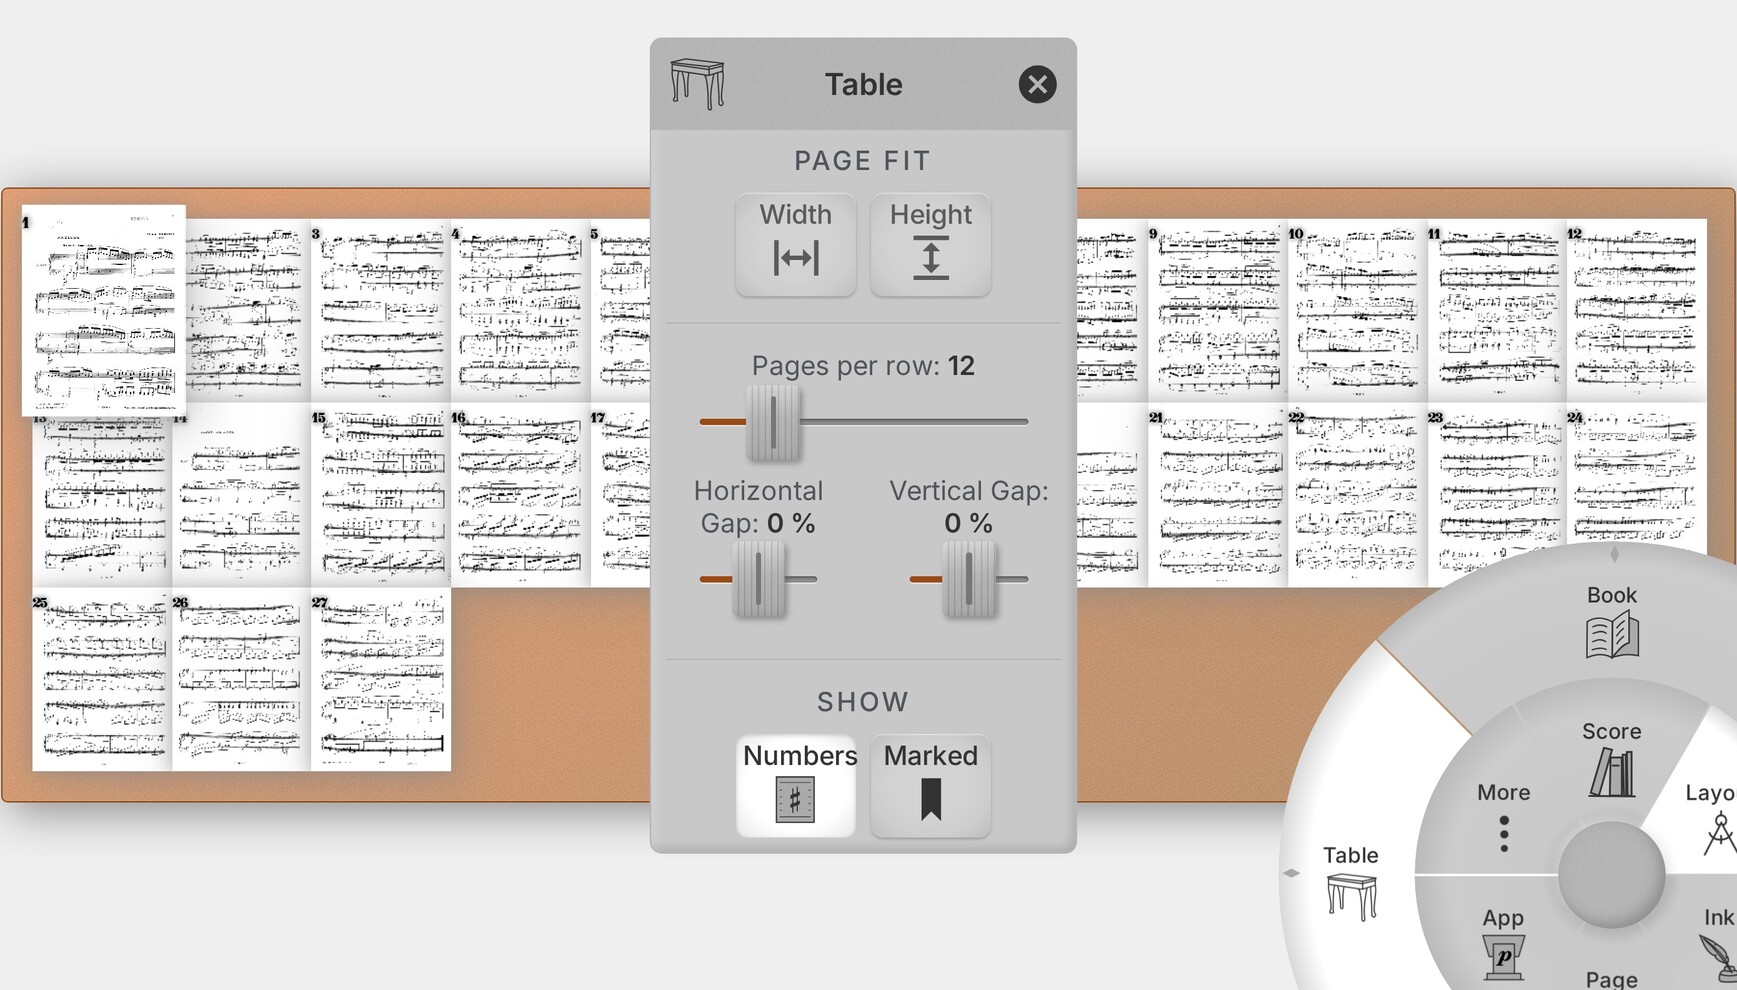 Table
PAGE FIT
Width
Height
Pages per row: 12
Horizontal
Gap: 0 %
Vertical Gap:
0 %
SHOW
Numbers
Marked
1
3
4
5
9
10
11
12
13
14
15
16
17
21
22
23
24
25
26
27
Book
Score
More
Layo
Table
App
p
Ink
Page